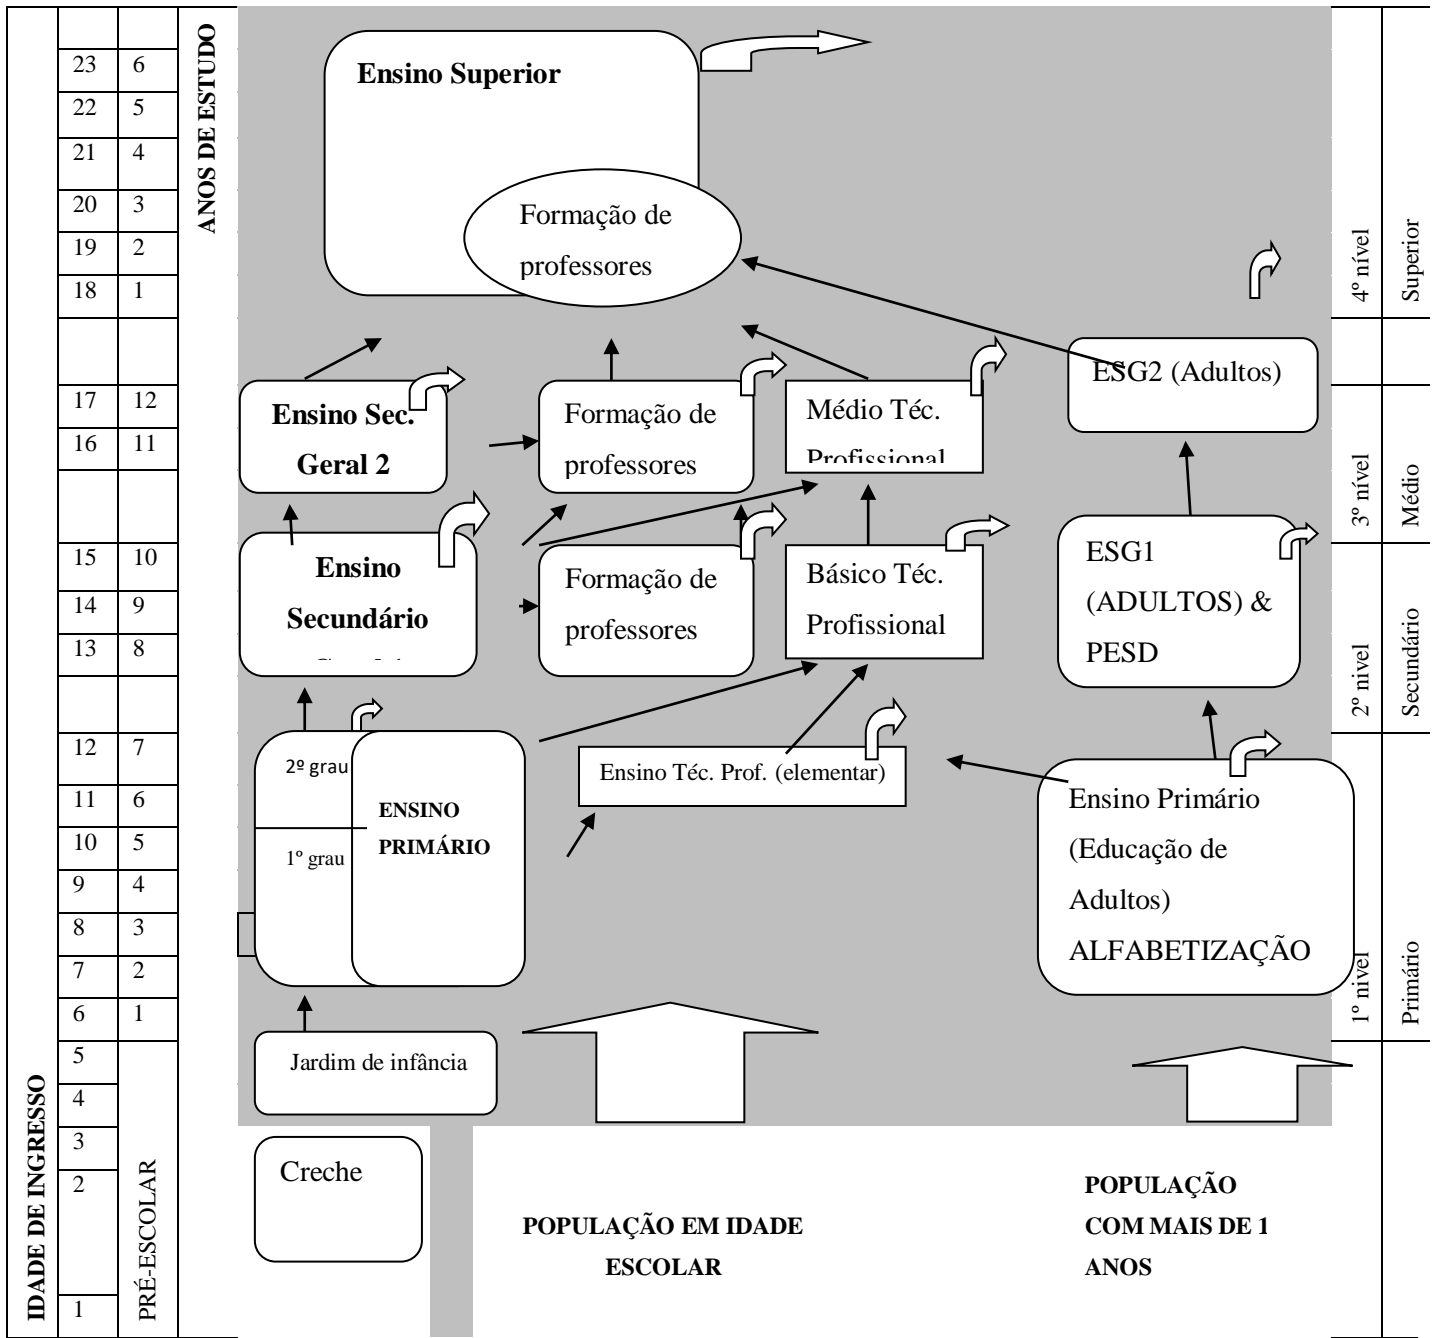 IDADE DE INGRESSO
PRÉ-ESCOLAR
ANOS DE ESTUDO
23 6
22 5
21 4
20 3
19 2
18 1
17 12
16 11
15 10
14 9
13 8
12 7
11 6
10 5
9 4
8 3
7 2
6 1
5
4
3
2
1
Ensino Superior
Formação de
professores
Ensino Sec.
Geral 2
Formação de
professores
Médio Téc.
Profissional
ESG2 (Adultos)
Ensino
Secundário
Formação de
professores
Básico Téc.
Profissional
ESG1
(ADULTOS) &
PESD
2º grau
1º grau
ENSINO
PRIMÁRIO
Ensino Téc. Prof. (elementar)
Ensino Primário
(Educação de
Adultos)
ALFABETIZAÇÃO
Jardim de infância
Creche
POPULAÇÃO EM IDADE
ESCOLAR
POPULAÇÃO
COM MAIS DE 1
ANOS
4º nível
Superior
3º nível
Médio
2º nivel
Secundário
1º nivel
Primário